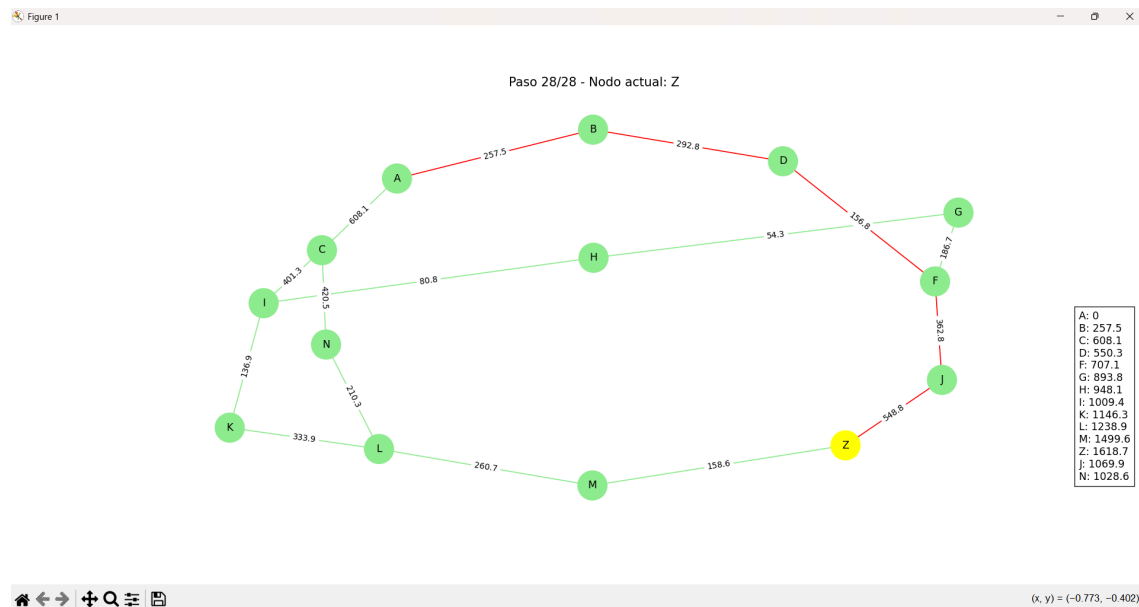 Figure 1
Paso 28/28 - Nodo actual: Z
B
292.8
257.5
D
A
156.8
608.1
G
C
54.3
186.7
H
401.3
80.8
F
I
420.5
362.8
N
136.9
J
210.3
548.8
K
333.9
L
Z
260.7
158.6
M
A: 0
B: 257.5
C: 608.1
D: 550.3
F: 707.1
G: 893.8
H: 948.1
I: 1009.4
K: 1146.3
L: 1238.9
M: 1499.6
Z: 1618.7
J: 1069.9
N: 1028.6
(x, y) = (−0.773, −0.402)